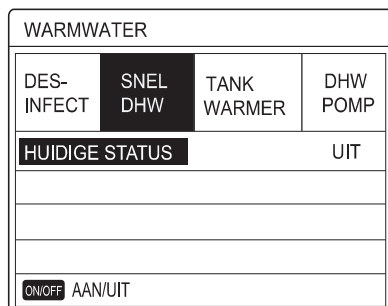 WARMWATER
DES-INFECT
SNEL DHW
TANK WARMER
DHW POMP
HUIDIGE STATUS UIT
ON/OFF AAN/UIT